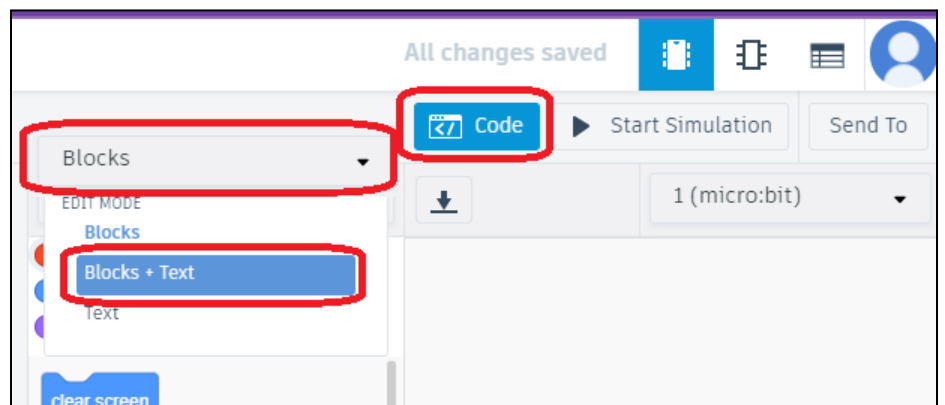 All changes saved
Code
Start Simulation
Send To
Blocks
1 (micro:bit)
EDIT MODE
Blocks
Blocks + Text
Text
clear screen